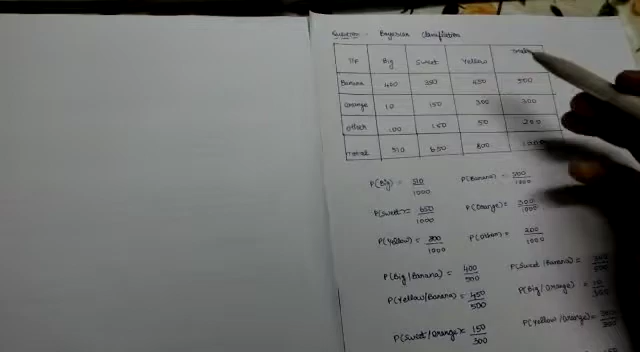 Question:- Bayesian Classification
Big Sweet Yellow Total
Banana 400 350 450 500
Orange 10 150 300 300
Other 100 150 50 200
Total 510 650 800 1000
P(Big) = 510/1000 P(Banana) = 500/1000
P(Sweet) = 650/1000 P(Orange) = 300/1000
P(Yellow) = 800/1000 P(Other) = 200/1000
P(Big/Banana) = 400/500 P(Sweet/Banana) = 350/500
P(Yellow/Banana) = 450/500 P(Big/Orange) = 10/300
P(Sweet/Orange) = 150/300 P(Yellow/Orange) = 300/300